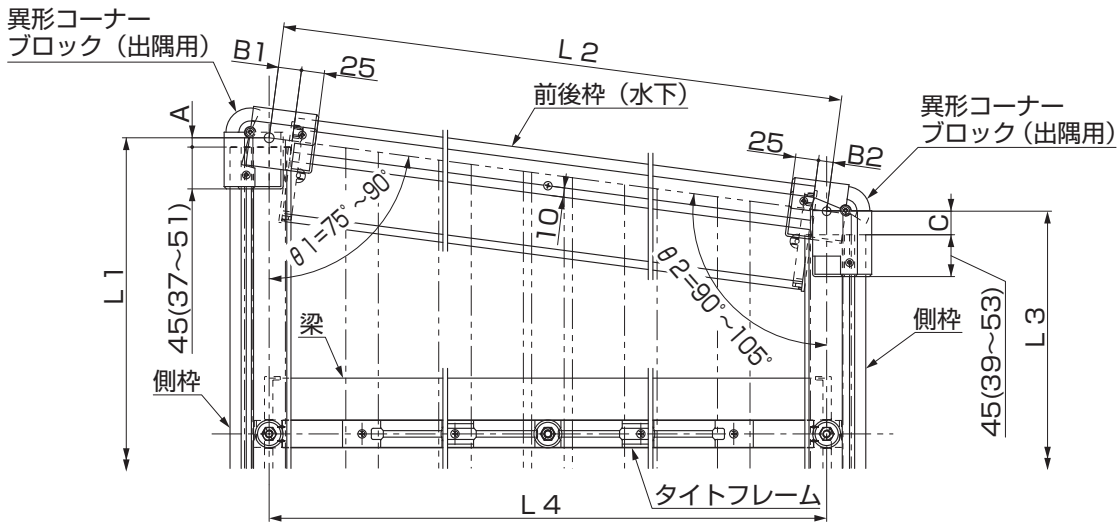 異形コーナー
ブロック（出隅用）
B1
25
L2
前後枠（水下）
異形コーナー
ブロック（出隅用）
A
25
B2
C
10
θ1=75°~90°
θ2=90°~105°
L1
45(37~51)
L3
45(39~53)
梁
側枠
側枠
タイトフレーム
L4